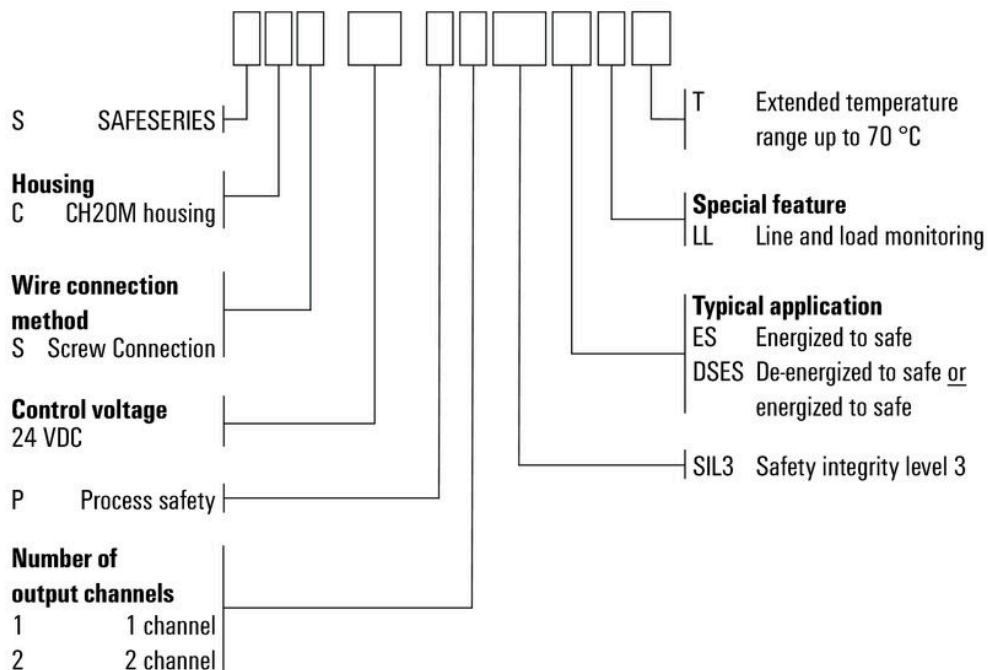 S SAFESERIES
Housing
C CH20M housing
Wire connection
method
S Screw Connection
Control voltage
24 VDC
P Process safety
Number of
output channels
1 1 channel
2 2 channel
T Extended temperature
range up to 70 °C
Special feature
LL Line and load monitoring
Typical application
ES Energized to safe
DSES De-energized to safe or
energized to safe
SIL3 Safety integrity level 3